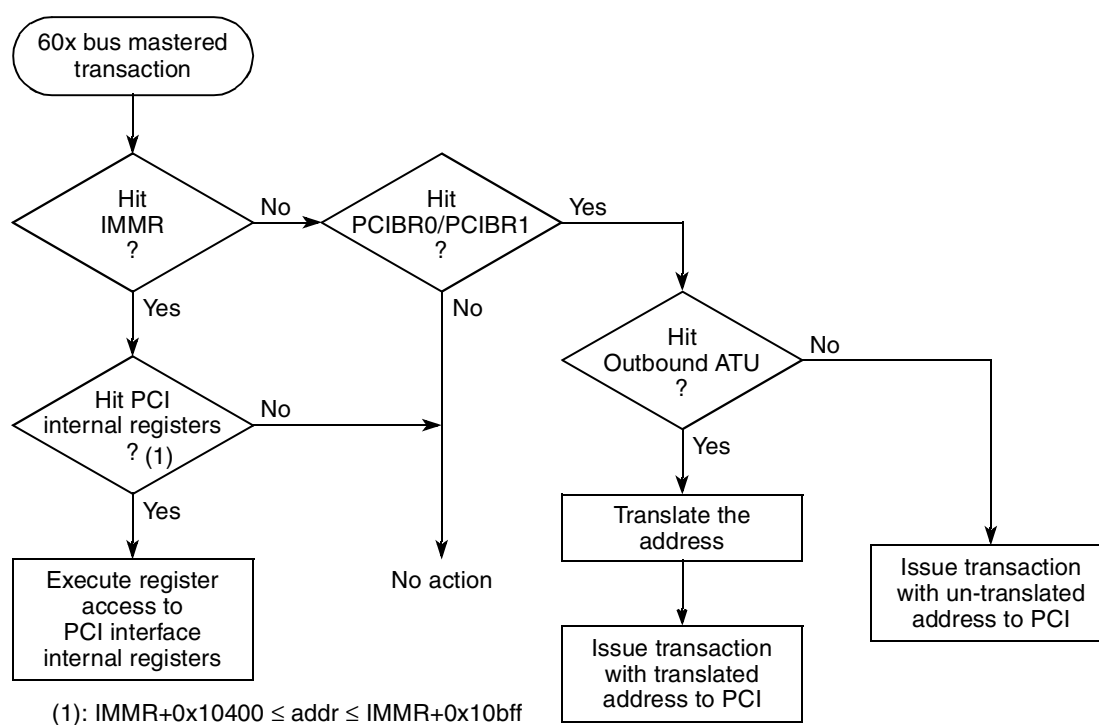 60x bus mastered
transaction
Hit
IMMR
?
No
Hit
PCIBR0/PCIBR1
?
Yes
Yes
No
Hit
Outbound ATU
?
No
Hit PCI
internal registers
? (1)
No
Yes
Yes
Translate the
address
Execute register
access to
PCI interface
internal registers
No action
Issue transaction
with un-translated
address to PCI
Issue transaction
with translated
address to PCI
(1): IMMR+0x10400 ≤ addr ≤ IMMR+0x10bff